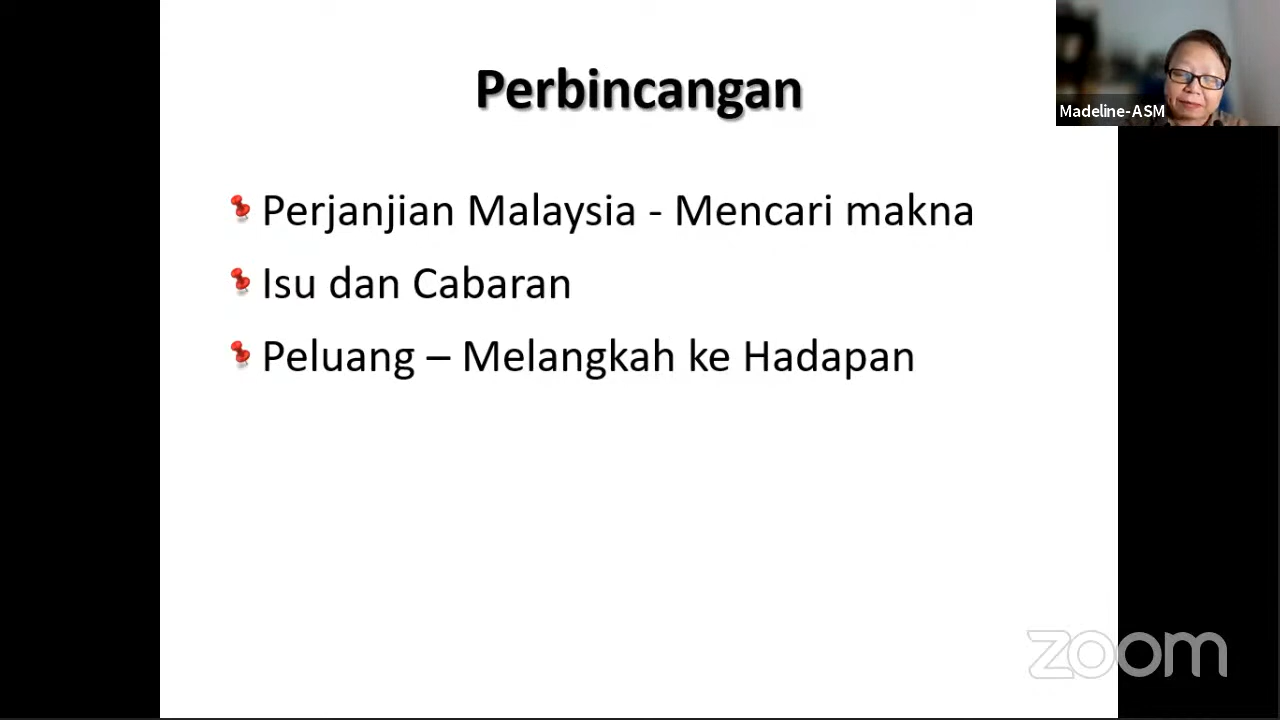 Perbincangan
Madeline-ASM
Perjanjian Malaysia - Mencari makna
Isu dan Cabaran
Peluang – Melangkah ke Hadapan
zoom